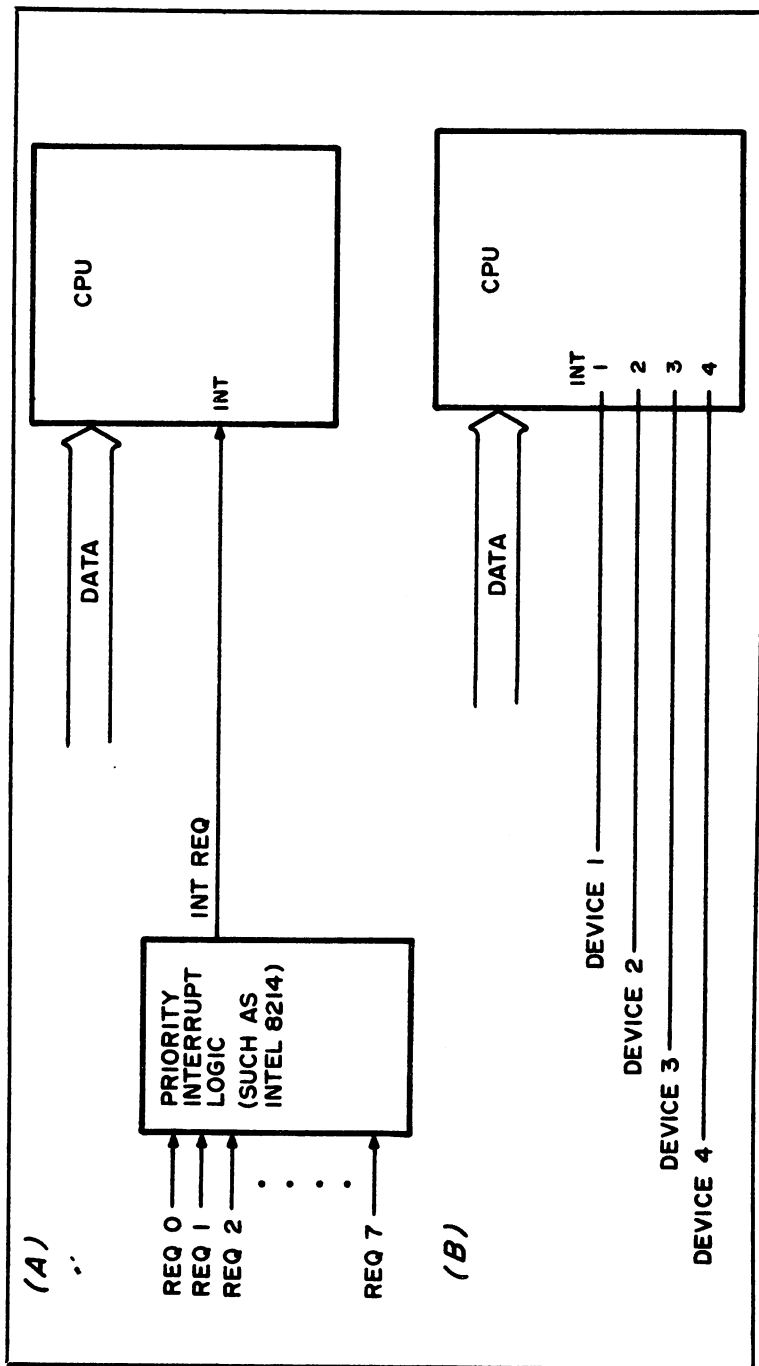 (A)
REQ 0
REQ 1
REQ 2
REQ 7
PRIORITY
INTERRUPT
LOGIC
(SUCH AS
INTEL 8214)
INT REQ
DATA
CPU
INT
(B)
DEVICE 1
DEVICE 2
DEVICE 3
DEVICE 4
DATA
CPU
INT
1
2
3
4